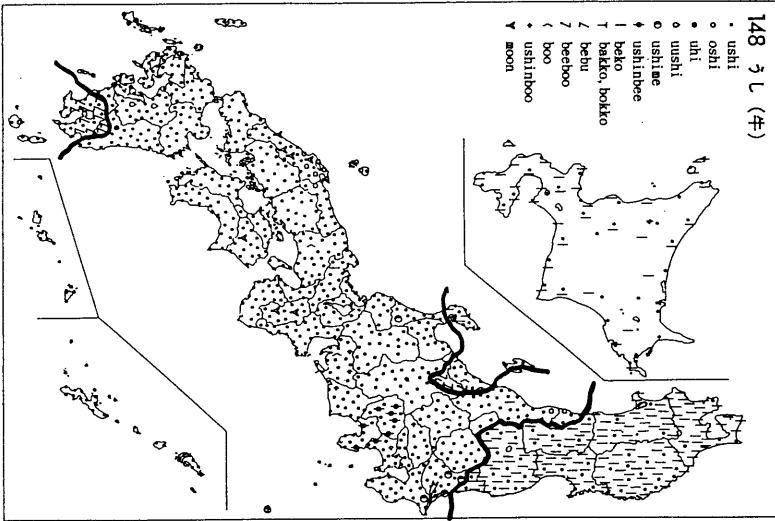 148 うし (牛)
ushi
oshi
uhi
uushi
ushime
ushinbee
beko
bakko, bokko
bebu
beeboo
boo
ushinboo
moon